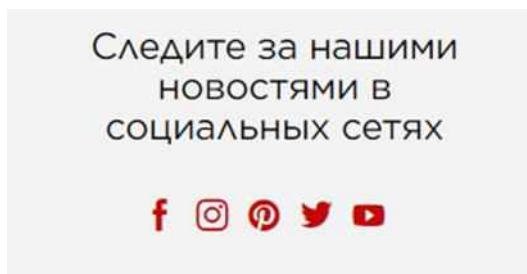 Следите за нашими
новостями в
социальных сетях